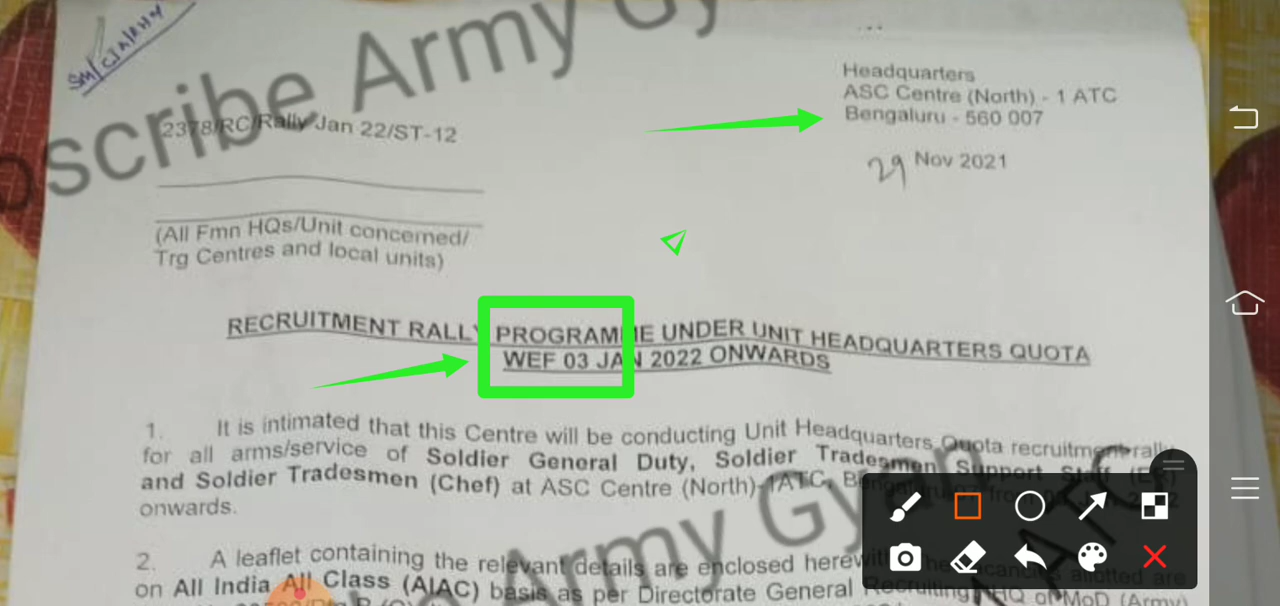 2378/RC/Rally Jan 22/ST-12
Headquarters
ASC Centre (North) - 1 ATC
Bengaluru - 560 007
29 Nov 2021
(All Fmn HQs/Unit concerned/
Trg Centres and local units)
RECRUITMENT RALLY PROGRAMME UNDER UNIT HEADQUARTERS QUOTA
WEF 03 JAN 2022 ONWARDS
1. It is intimated that this Centre will be conducting Unit Headquarters Quota recruitment rally
for all arms/service of Soldier General Duty, Soldier Tradesmen Support Staff
and Soldier Tradesmen (Chef) at ASC Centre (North)-1ATC,
onwards.
2. A leaflet containing the relevant details are enclosed herewith
on All India All Class (AIAC) basis as per Directorate General Recruiting, HQ of MoD (Army)
scribe Army Gy
Army Gyan